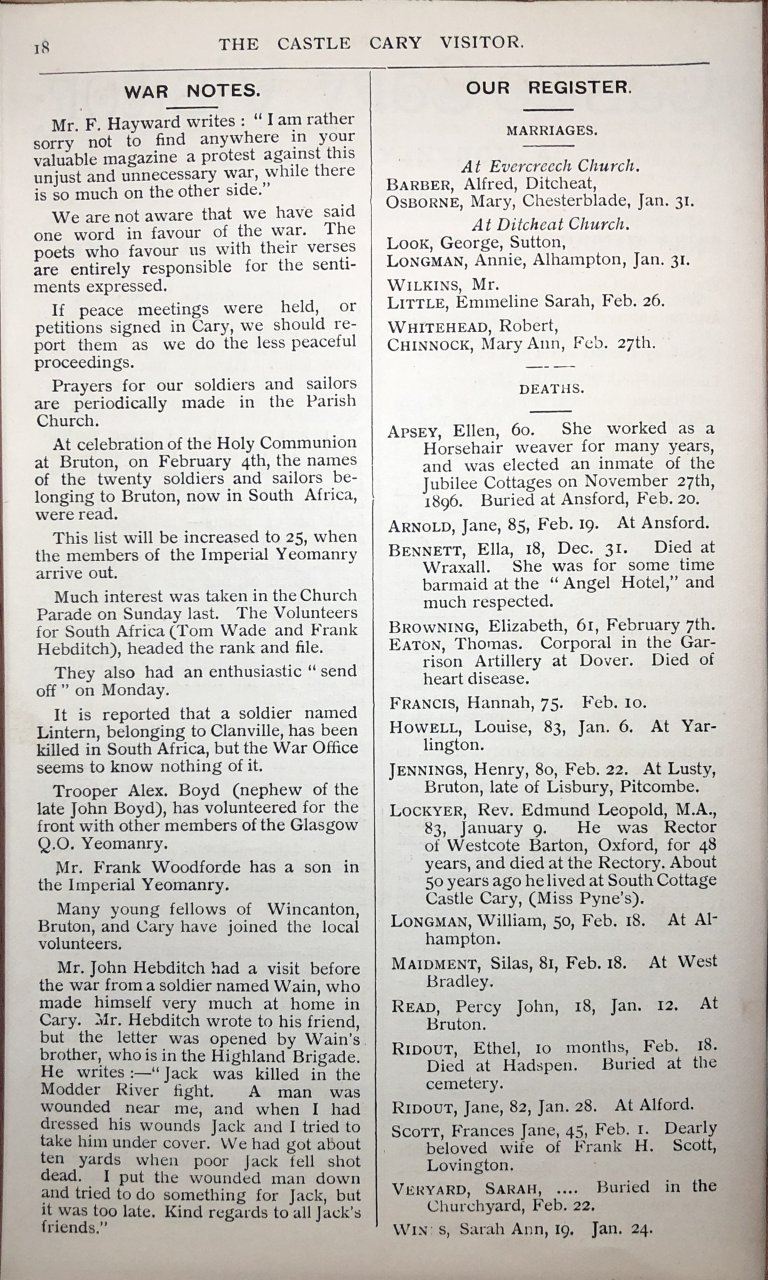 18
THE CASTLE CARY VISITOR.
WAR NOTES.
Mr. F. Hayward writes : “ I am rather
sorry not to find anywhere in your
valuable magazine a protest against this
unjust and unnecessary war, while there
is so much on the other side.”
We are not aware that we have said
one word in favour of the war. The
poets who favour us with their verses
are entirely responsible for the senti-
ments expressed.
If peace meetings were held, or
petitions signed in Cary, we should re-
port them as we do the less peaceful
proceedings.
Prayers for our soldiers and sailors
are periodically made in the Parish
Church.
At celebration of the Holy Communion
at Bruton, on February 4th, the names
of the twenty soldiers and sailors be-
longing to Bruton, now in South Africa,
were read.
This list will be increased to 25, when
the members of the Imperial Yeomanry
arrive out.
Much interest was taken in the Church
Parade on Sunday last. The Volunteers
for South Africa (Tom Wade and Frank
Hebditch), headed the rank and file.
They also had an enthusiastic “ send
off ” on Monday.
It is reported that a soldier named
Lintern, belonging to Clanville, has been
killed in South Africa, but the War Office
seems to know nothing of it.
Trooper Alex. Boyd (nephew of the
late John Boyd), has volunteered for the
front with other members of the Glasgow
Q.O. Yeomanry.
Mr. Frank Woodforde has a son in
the Imperial Yeomanry.
Many young fellows of Wincanton,
Bruton, and Cary have joined the local
volunteers.
Mr. John Hebditch had a visit before
the war from a soldier named Wain, who
made himself very much at home in
Cary. Mr. Hebditch wrote to his friend,
but the letter was opened by Wain’s
brother, who is in the Highland Brigade.
He writes :—“ Jack was killed in the
Modder River fight. A man was
wounded near me, and when I had
dressed his wounds Jack and I tried to
take him under cover. We had got about
ten yards when poor Jack fell shot
dead. I put the wounded man down
and tried to do something for Jack, but
it was too late. Kind regards to all Jack’s
friends.”
OUR REGISTER.
MARRIAGES.
At Evercreech Church.
BARBER, Alfred, Ditcheat,
OSBORNE, Mary, Chesterblade, Jan. 31.
At Ditcheat Church.
LOOK, George, Sutton,
LONGMAN, Annie, Alhampton, Jan. 31.
WILKINS, Mr.
LITTLE, Emmeline Sarah, Feb. 26.
WHITEHEAD, Robert,
CHINNOCK, Mary Ann, Feb. 27th.
DEATHS.
APSEY, Ellen, 60. She worked as a
Horsehair weaver for many years,
and was elected an inmate of the
Jubilee Cottages on November 27th,
1896. Buried at Ansford, Feb. 20.
ARNOLD, Jane, 85, Feb. 19. At Ansford.
BENNETT, Ella, 18, Dec. 31. Died at
Wraxall. She was for some time
barmaid at the “ Angel Hotel,” and
much respected.
BROWNING, Elizabeth, 61, February 7th.
EATON, Thomas. Corporal in the Gar-
rison Artillery at Dover. Died of
heart disease.
FRANCIS, Hannah, 75. Feb. 10.
HOWELL, Louise, 83, Jan. 6. At Yar-
lington.
JENNINGS, Henry, 80, Feb. 22. At Lusty,
Bruton, late of Lisbury, Pitcombe.
LOCKYER, Rev. Edmund Leopold, M.A.,
83, January 9. He was Rector
of Westcote Barton, Oxford, for 48
years, and died at the Rectory. About
50 years ago he lived at South Cottage
Castle Cary, (Miss Pyne’s).
LONGMAN, William, 50, Feb. 18. At Al-
hampton.
MAIDMENT, Silas, 81, Feb. 18. At West
Bradley.
READ, Percy John, 18, Jan. 12. At
Bruton.
RIDOUT, Ethel, 10 months, Feb. 18.
Died at Hadspen. Buried at the
cemetery.
RIDOUT, Jane, 82, Jan. 28. At Alford.
SCOTT, Frances Jane, 45, Feb. 1. Dearly
beloved wife of Frank H. Scott,
Lovington.
VERYARD, SARAH, .... Buried in the
Churchyard, Feb. 22.
Sarah Ann, 19. Jan. 24.